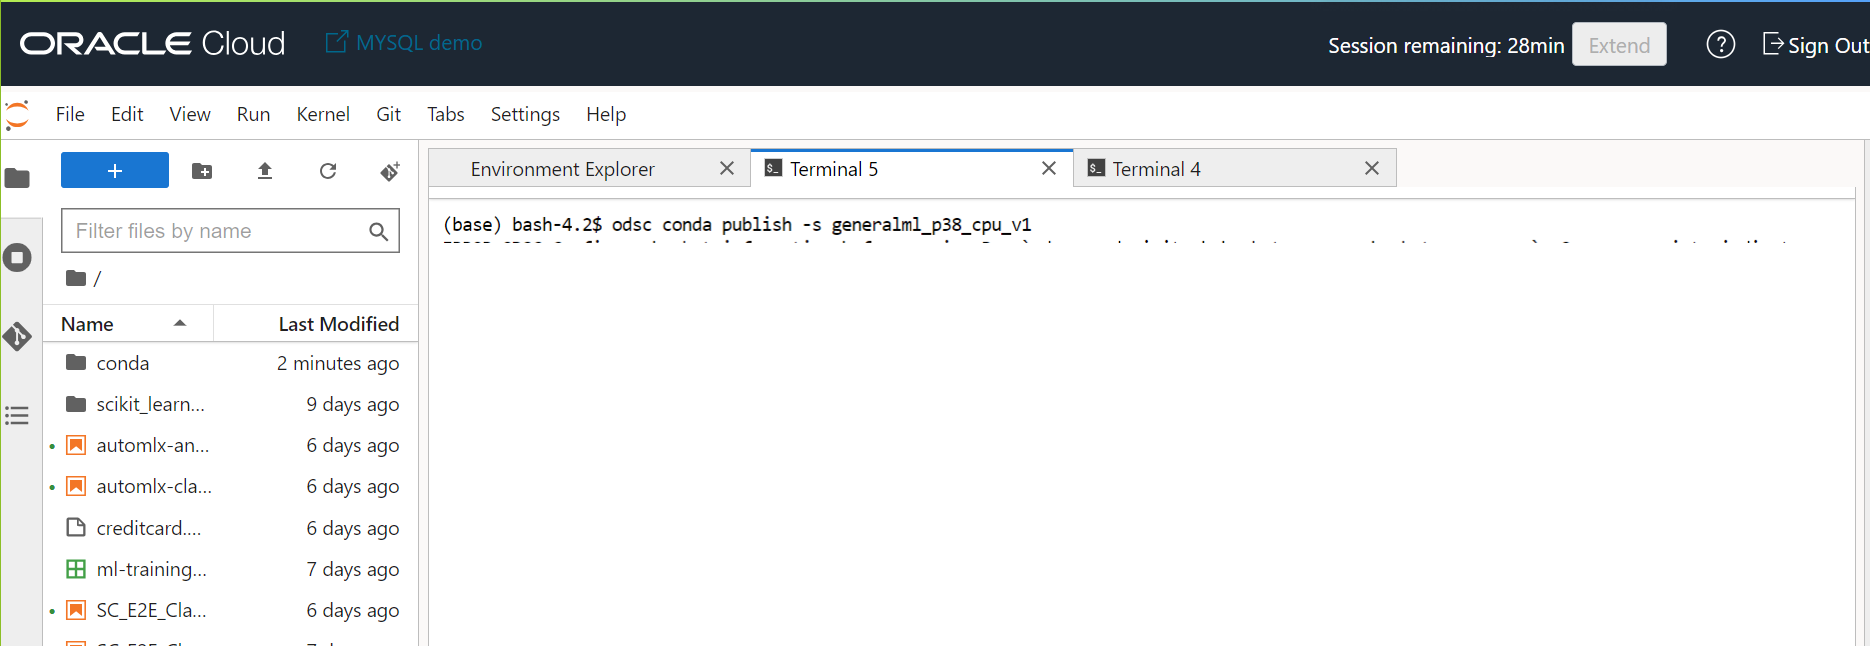 ORACLE Cloud
MYSQL demo
Session remaining: 28min
Extend
Sign Out
File Edit View Run Kernel Git Tabs Settings Help
Environment Explorer
Terminal 5
Terminal 4
Filter files by name
/
Name Last Modified
conda 2 minutes ago
scikit_learn... 9 days ago
automlx-an... 6 days ago
automlx-cla... 6 days ago
creditcard.... 6 days ago
ml-training... 7 days ago
SC_E2E_Cla... 6 days ago
(base) bash-4.2$ odsc conda publish -s generalml_p38_cpu_v1